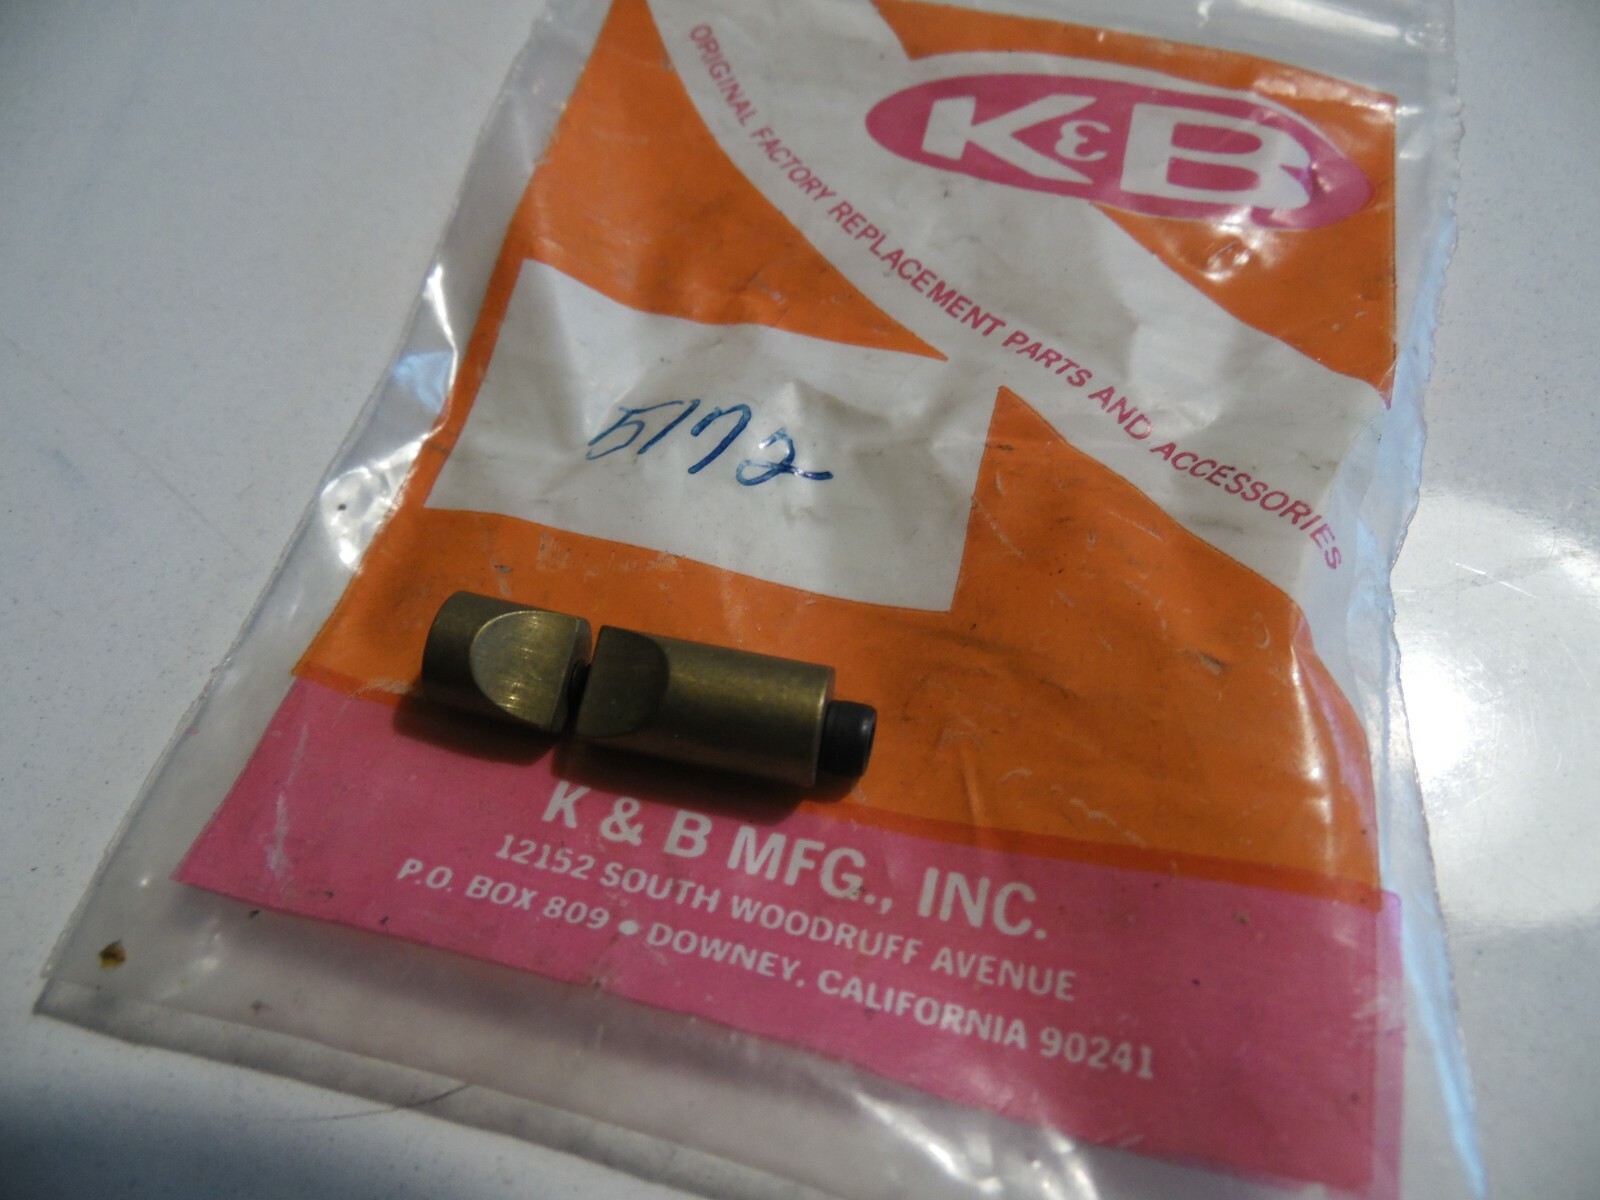 K&B
ORIGINAL FACTORY REPLACEMENT PARTS AND ACCESSORIES
5172
K & B MFG., INC.
12152 SOUTH WOODRUFF AVENUE
P.O. BOX 809 • DOWNEY, CALIFORNIA 90241